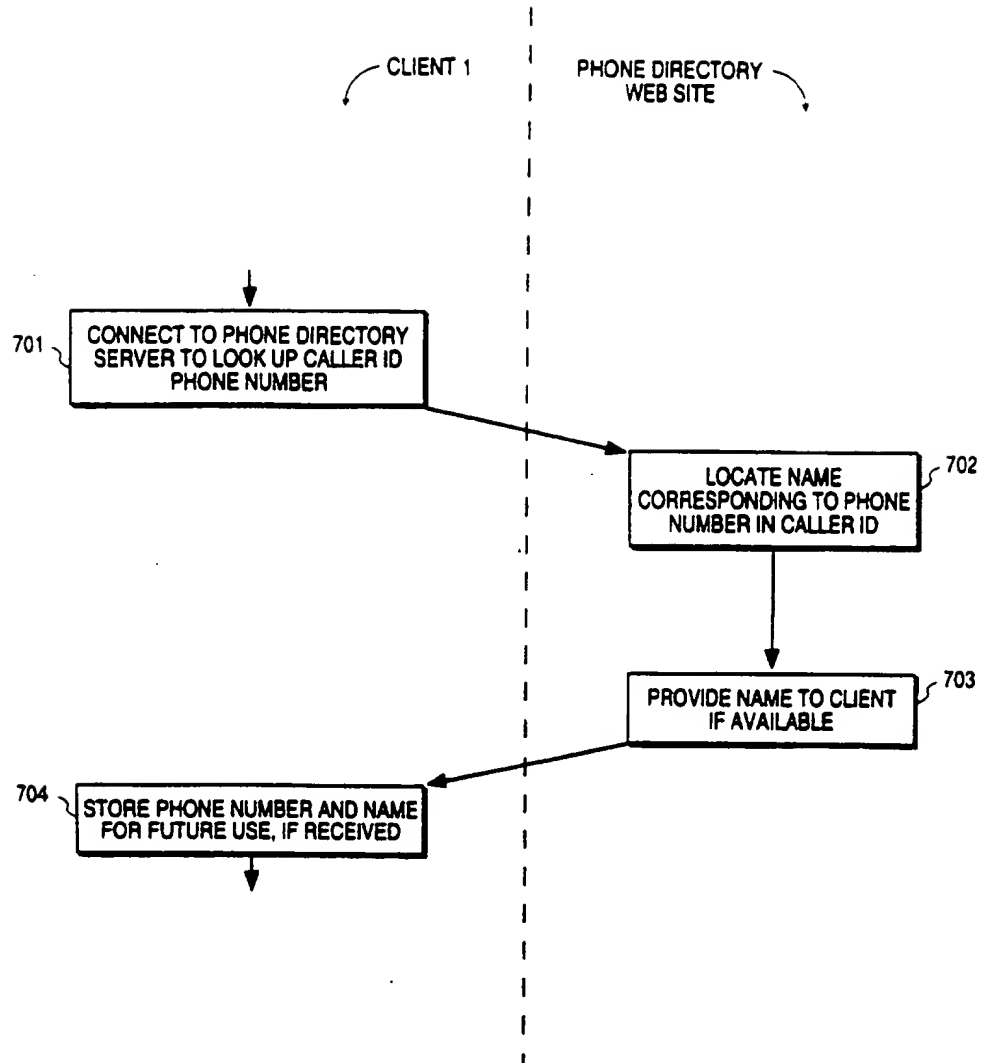 CLIENT 1
PHONE DIRECTORY
WEB SITE
701
CONNECT TO PHONE DIRECTORY
SERVER TO LOOK UP CALLER ID
PHONE NUMBER
702
LOCATE NAME
CORRESPONDING TO PHONE
NUMBER IN CALLER ID
703
PROVIDE NAME TO CLIENT
IF AVAILABLE
704
STORE PHONE NUMBER AND NAME
FOR FUTURE USE, IF RECEIVED